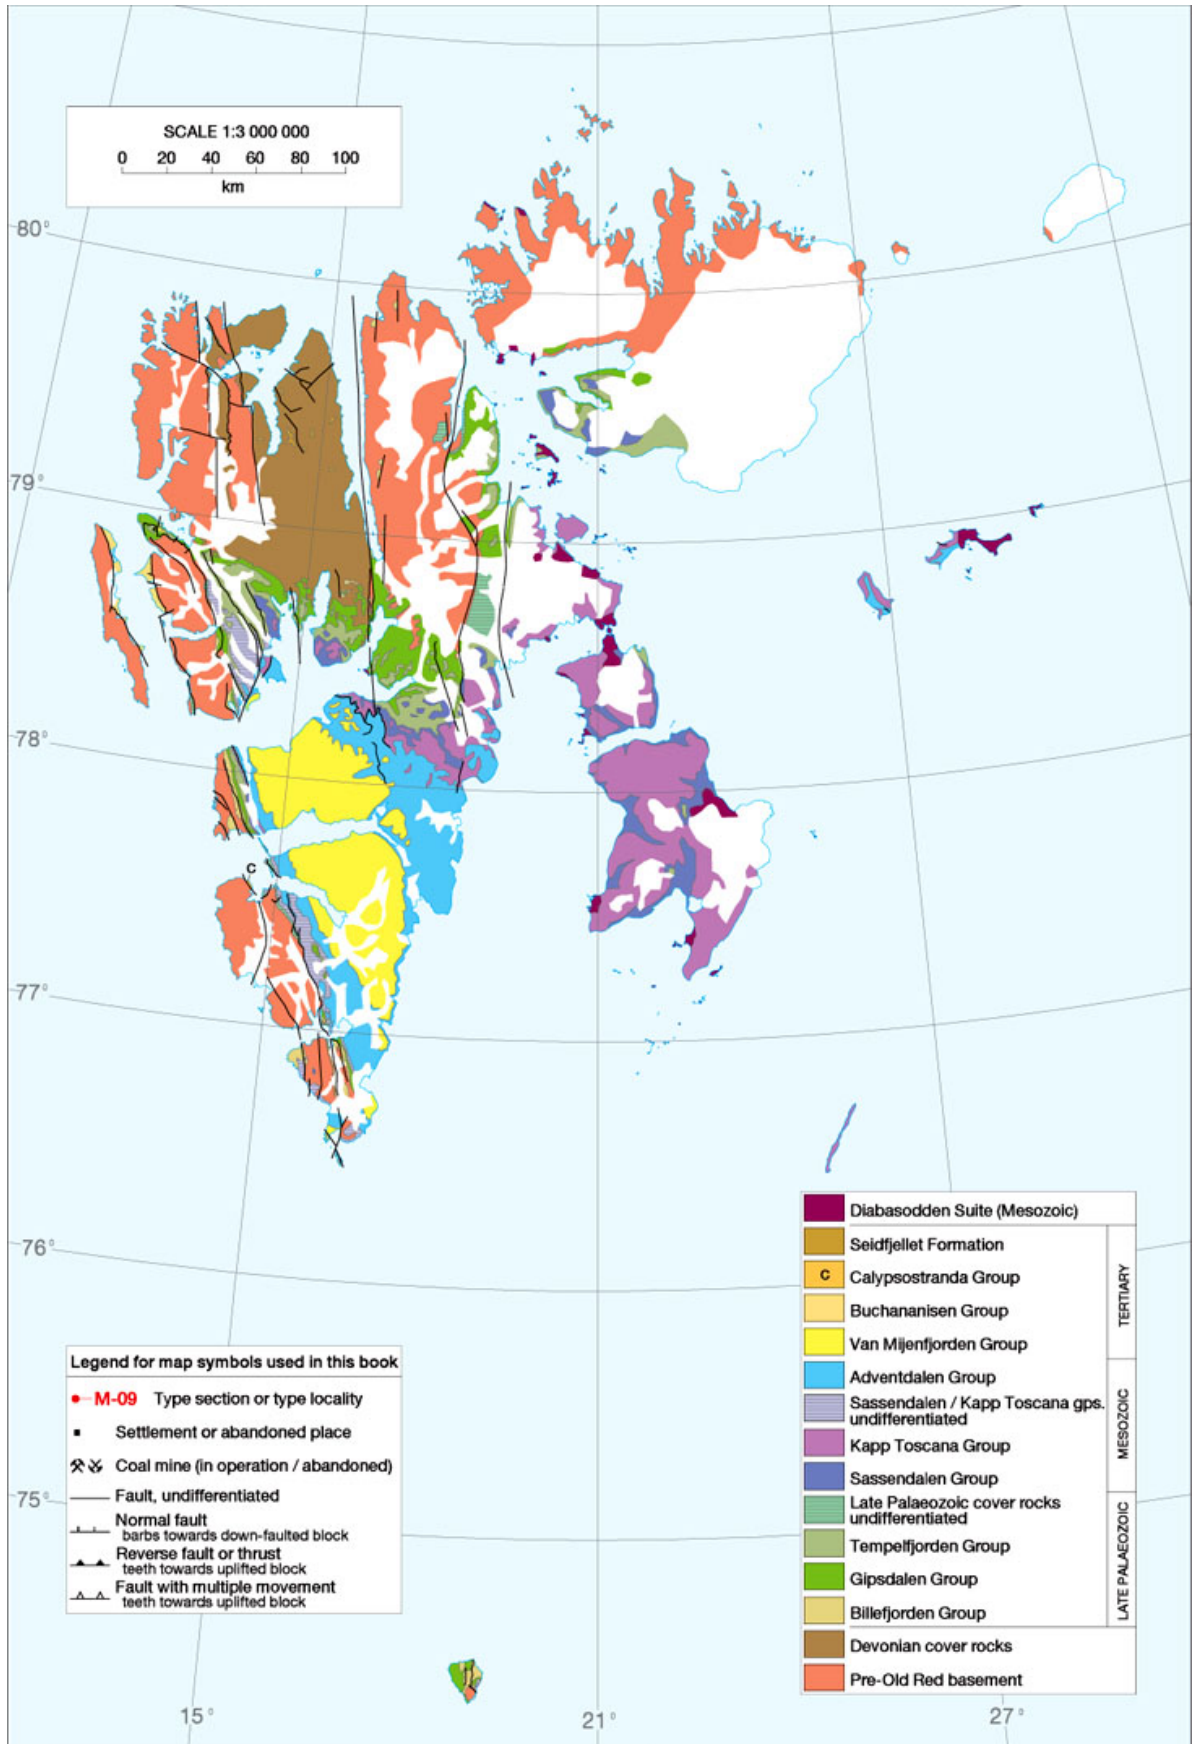 SCALE 1:3 000 000
0 20 40 60 80 100
km
80°
79°
78°
C
77°
76°
75°
15°
21°
27°
Legend for map symbols used in this book
M-09 Type section or type locality
Settlement or abandoned place
Coal mine (in operation / abandoned)
Fault, undifferentiated
Normal fault
barbs towards down-faulted block
Reverse fault or thrust
teeth towards uplifted block
Fault with multiple movement
teeth towards uplifted block
Diabasodden Suite (Mesozoic)
Seidfjellet Formation
C Calypsostranda Group
Buchananisen Group
Van Mijenfjorden Group
TERTIARY
Adventdalen Group
Sassendalen / Kapp Toscana gps.
undifferentiated
Kapp Toscana Group
Sassendalen Group
MESOZOIC
Late Palaeozoic cover rocks
undifferentiated
Tempelfjorden Group
Gipsdalen Group
Billefjorden Group
LATE PALAEOZOIC
Devonian cover rocks
Pre-Old Red basement